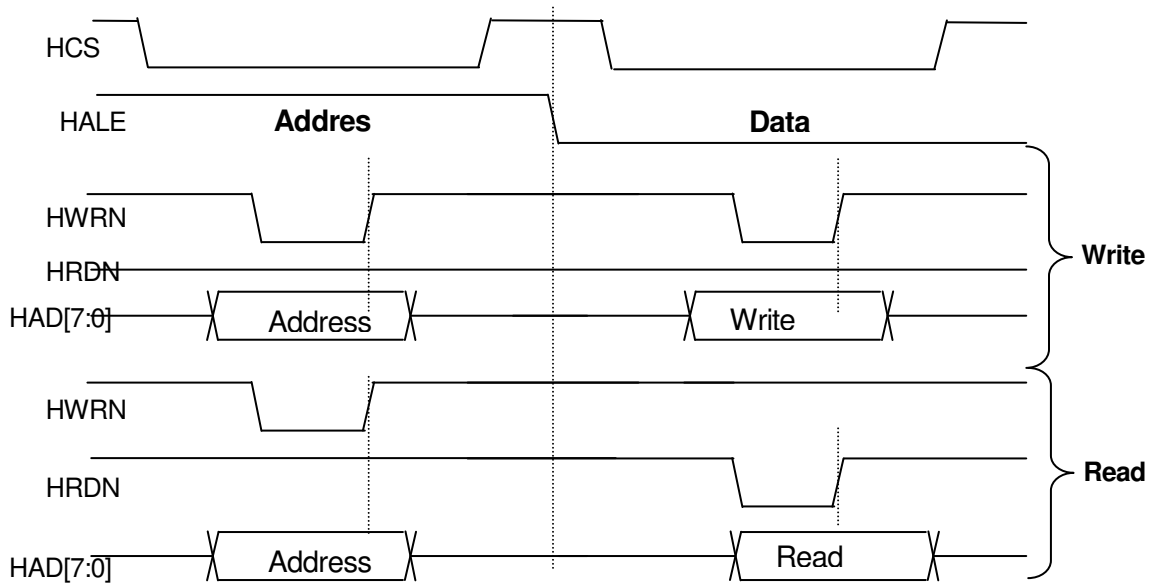 HCS
HALE
Addres
Data
HWRN
HRDN
Write
HAD[7:0]
Address
Write
HWRN
HRDN
Read
HAD[7:0]
Address
Read